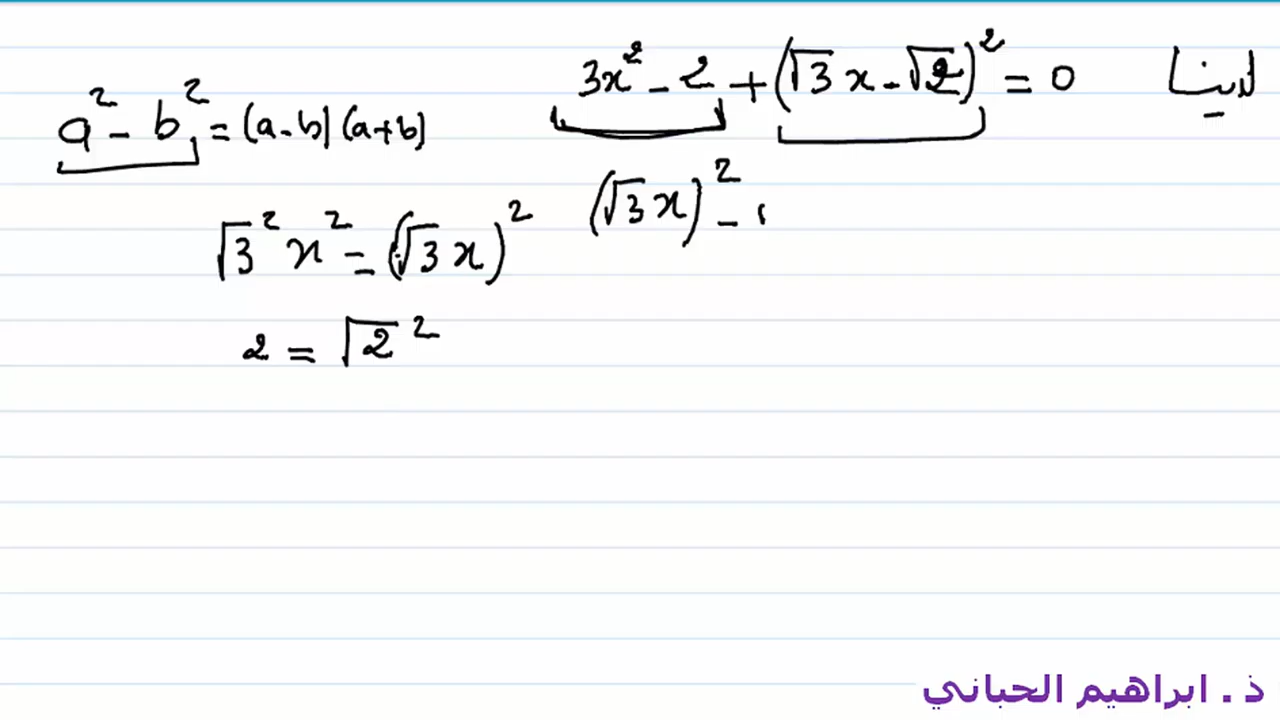 لدينا 3x² - 2 + (√3 x - √2)² = 0
a² - b² = (a - b) (a + b)
(√3 x)² -
√3² x² = (√3 x)²
2 = √2²
ذ . ابراهيم الحباني